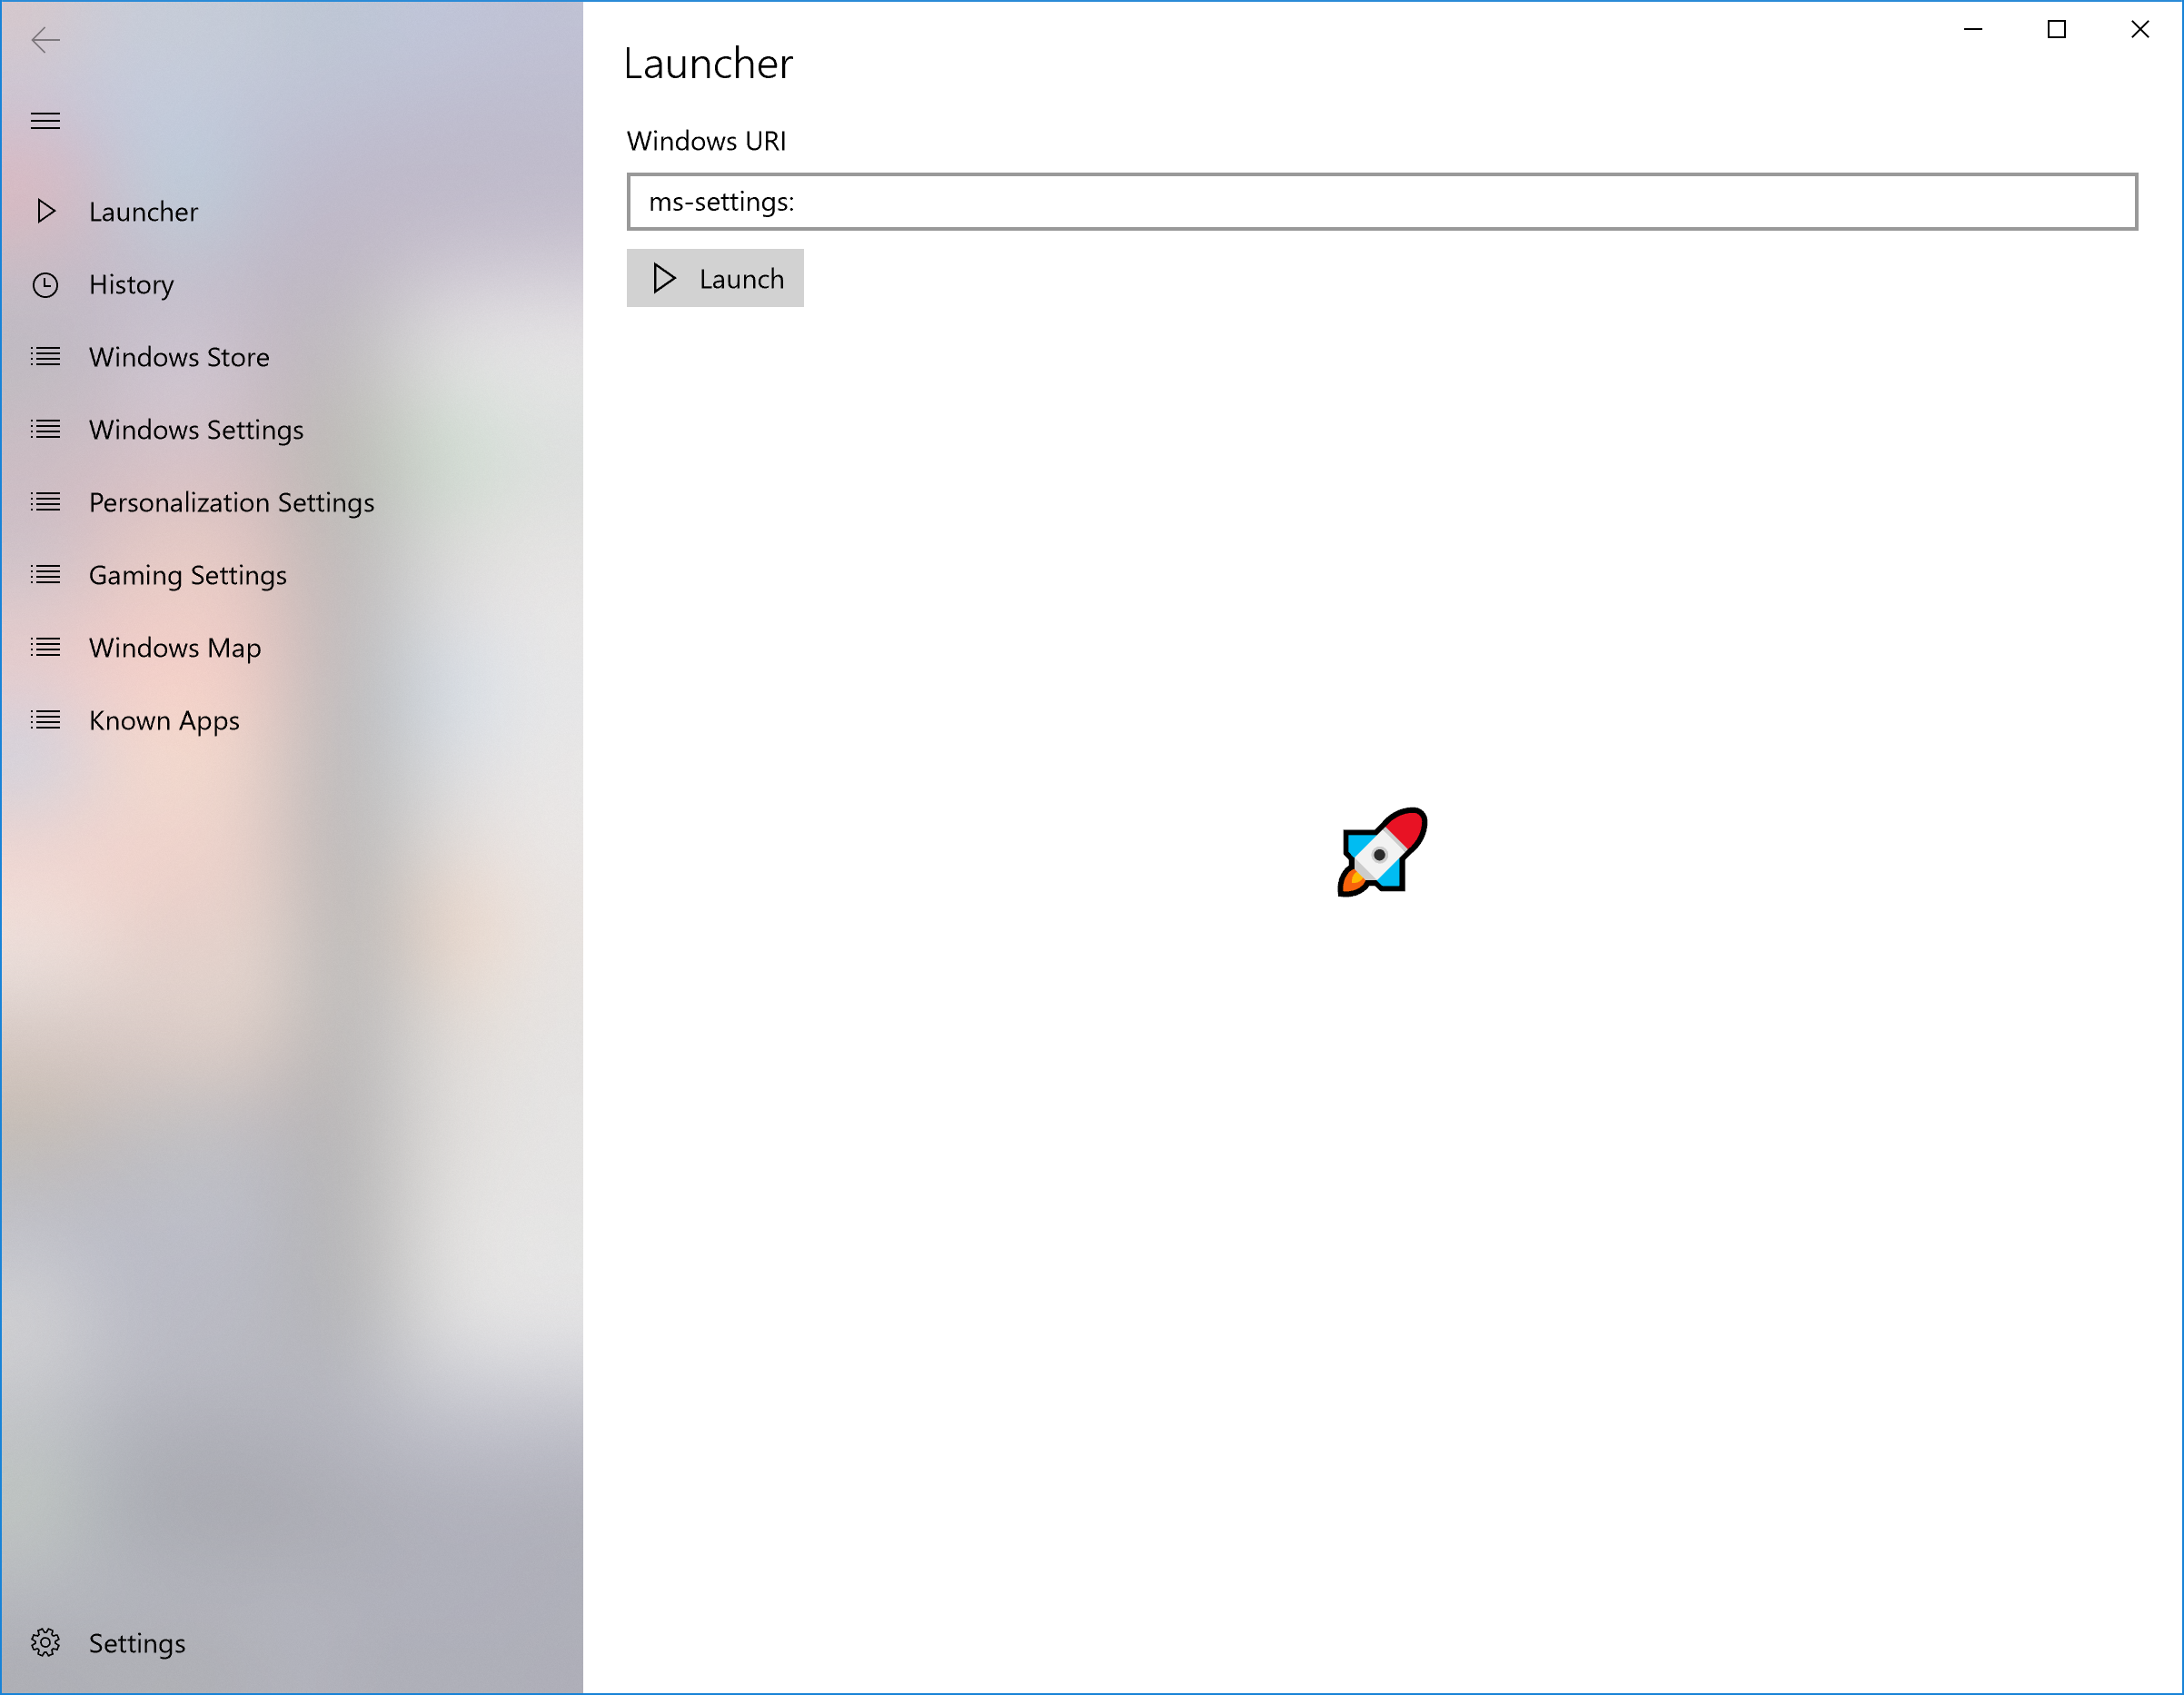 Launcher
History
Windows Store
Windows Settings
Personalization Settings
Gaming Settings
Windows Map
Known Apps
Settings
Launcher
Windows URI
ms-settings:
Launch